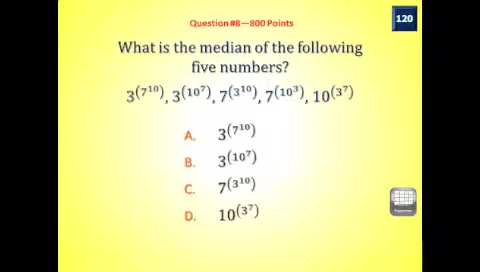 Question #8—800 Points
120
What is the median of the following
five numbers?
3^(7^10), 3^(10^7), 7^(3^10), 7^(10^3), 10^(3^7)
A. 3^(7^10)
B. 3^(10^7)
C. 7^(3^10)
D. 10^(3^7)